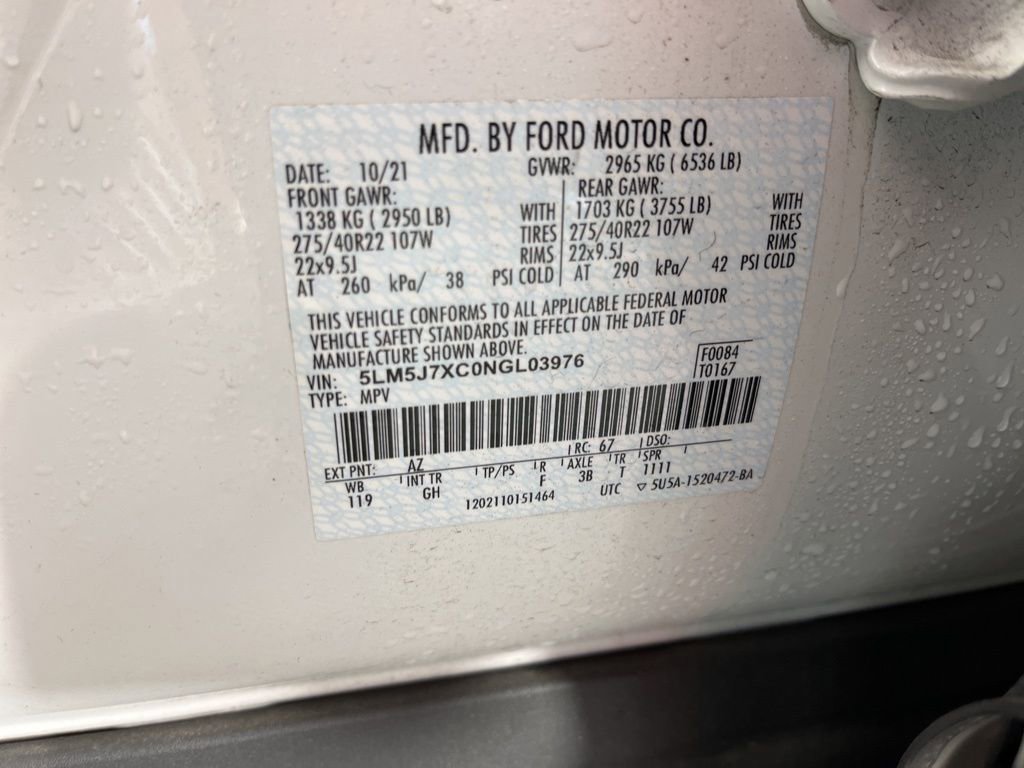 MFD. BY FORD MOTOR CO.
DATE: 10/21 GVWR: 2965 KG ( 6536 LB)
FRONT GAWR: REAR GAWR:
1338 KG ( 2950 LB) WITH 1703 KG ( 3755 LB) WITH
275/40R22 107W TIRES 275/40R22 107W TIRES
22x9.5J RIMS 22x9.5J RIMS
AT 260 kPa/ 38 PSI COLD AT 290 kPa/ 42 PSI COLD
THIS VEHICLE CONFORMS TO ALL APPLICABLE FEDERAL MOTOR
VEHICLE SAFETY STANDARDS IN EFFECT ON THE DATE OF
MANUFACTURE SHOWN ABOVE.
VIN: 5LM5J7XC0NGL03976 F0084
TYPE: MPV T0167
EXT PNT: AZ RC: 67 DSO:
WB INT TR TP/PS R AXLE TR SPR
119 GH F 3B T 1111
1202110151464 UTC ▽ 5U5A-1520472-BA